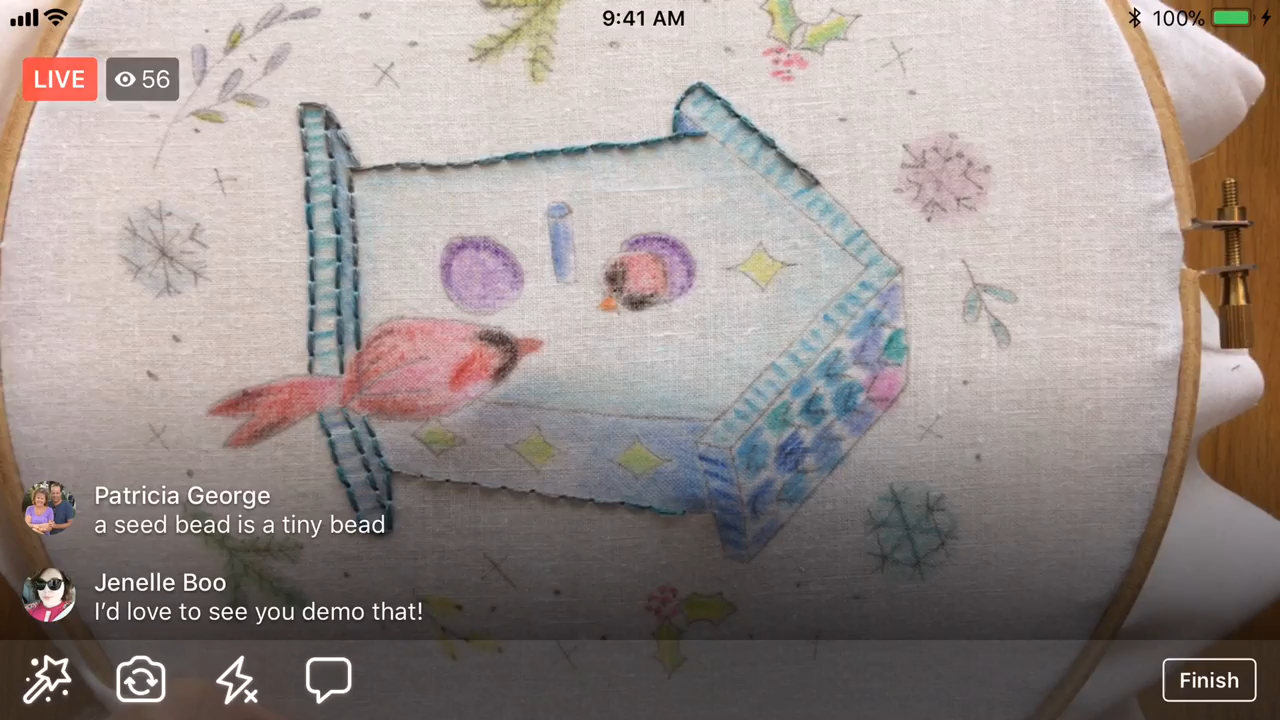 9:41 AM
100%
LIVE
56
Patricia George
a seed bead is a tiny bead
Jenelle Boo
I’d love to see you demo that!
Finish